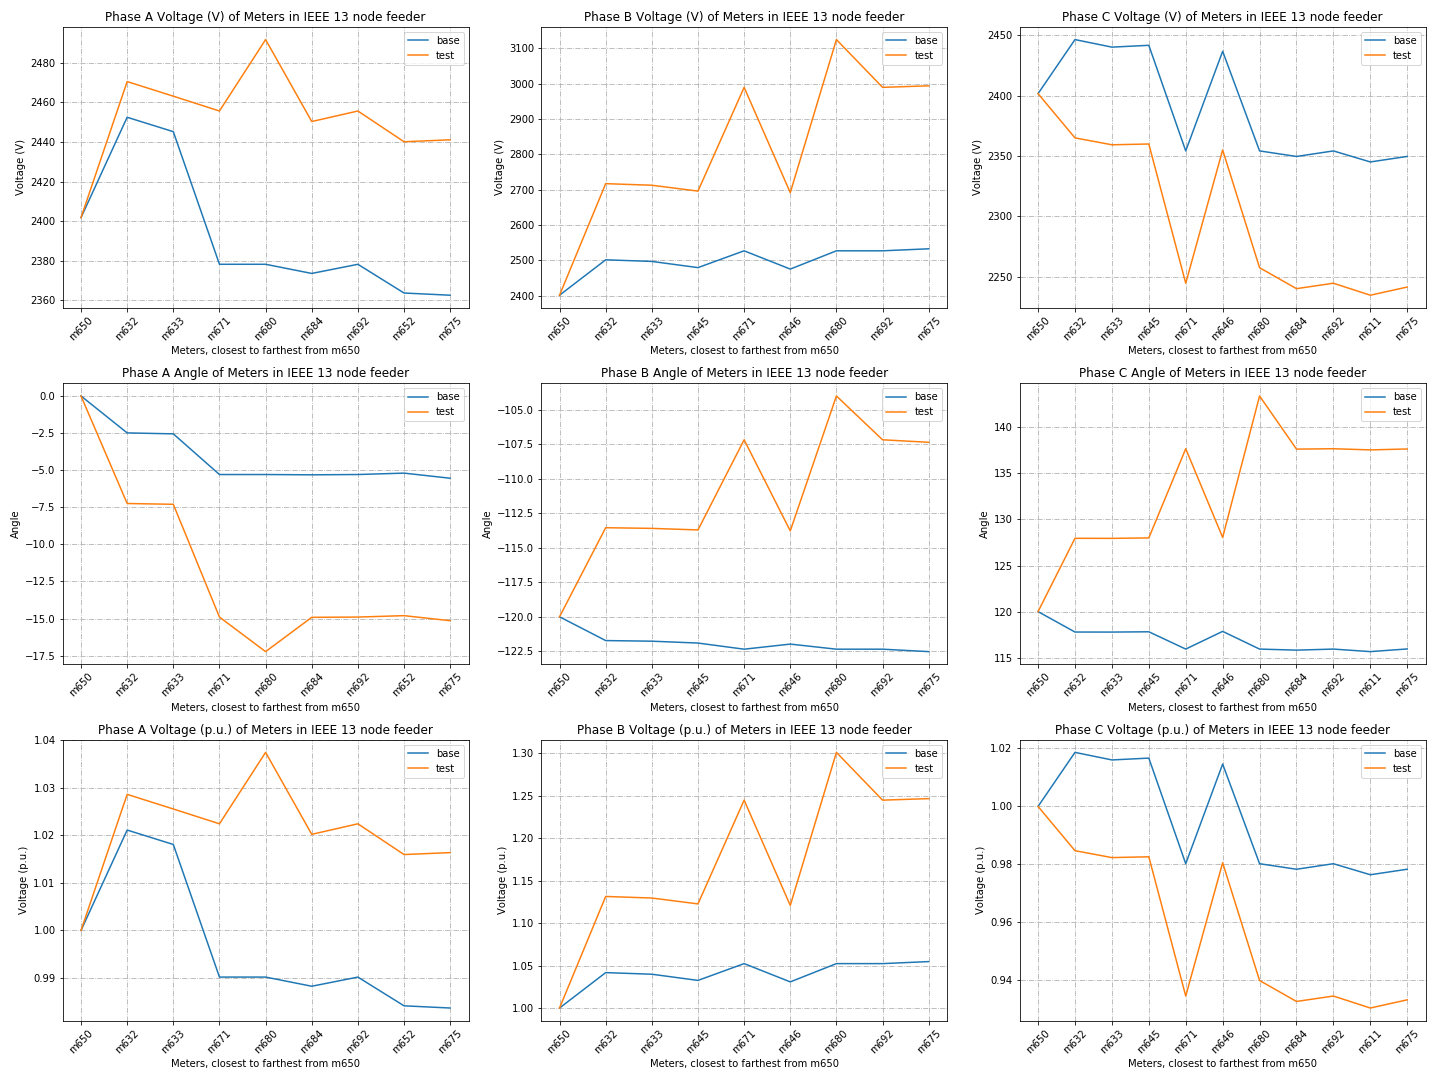 Phase A Voltage (V) of Meters in IEEE 13 node feeder
base
test
2480
2460
2440
2420
2400
2380
2360
Voltage (V)
m650 m632 m633 m671 m680 m684 m692 m652 m675
Meters, closest to farthest from m650
Phase B Voltage (V) of Meters in IEEE 13 node feeder
base
test
3100
3000
2900
2800
2700
2600
2500
2400
Voltage (V)
m650 m632 m633 m645 m671 m646 m680 m692 m675
Meters, closest to farthest from m650
Phase C Voltage (V) of Meters in IEEE 13 node feeder
base
test
2450
2400
2350
2300
2250
Voltage (V)
m650 m632 m633 m645 m671 m646 m680 m684 m692 m611 m675
Meters, closest to farthest from m650
Phase A Angle of Meters in IEEE 13 node feeder
base
test
0.0
−2.5
−5.0
−7.5
−10.0
−12.5
−15.0
−17.5
Angle
m650 m632 m633 m671 m680 m684 m692 m652 m675
Meters, closest to farthest from m650
Phase B Angle of Meters in IEEE 13 node feeder
base
test
−105.0
−107.5
−110.0
−112.5
−115.0
−117.5
−120.0
−122.5
Angle
m650 m632 m633 m645 m671 m646 m680 m692 m675
Meters, closest to farthest from m650
Phase C Angle of Meters in IEEE 13 node feeder
base
test
140
135
130
125
120
115
Angle
m650 m632 m633 m645 m671 m646 m680 m684 m692 m611 m675
Meters, closest to farthest from m650
Phase A Voltage (p.u.) of Meters in IEEE 13 node feeder
base
test
1.04
1.03
1.02
1.01
1.00
0.99
Voltage (p.u.)
m650 m632 m633 m671 m680 m684 m692 m652 m675
Meters, closest to farthest from m650
Phase B Voltage (p.u.) of Meters in IEEE 13 node feeder
base
test
1.30
1.25
1.20
1.15
1.10
1.05
1.00
Voltage (p.u.)
m650 m632 m633 m645 m671 m646 m680 m692 m675
Meters, closest to farthest from m650
Phase C Voltage (p.u.) of Meters in IEEE 13 node feeder
base
test
1.02
1.00
0.98
0.96
0.94
Voltage (p.u.)
m650 m632 m633 m645 m671 m646 m680 m684 m692 m611 m675
Meters, closest to farthest from m650